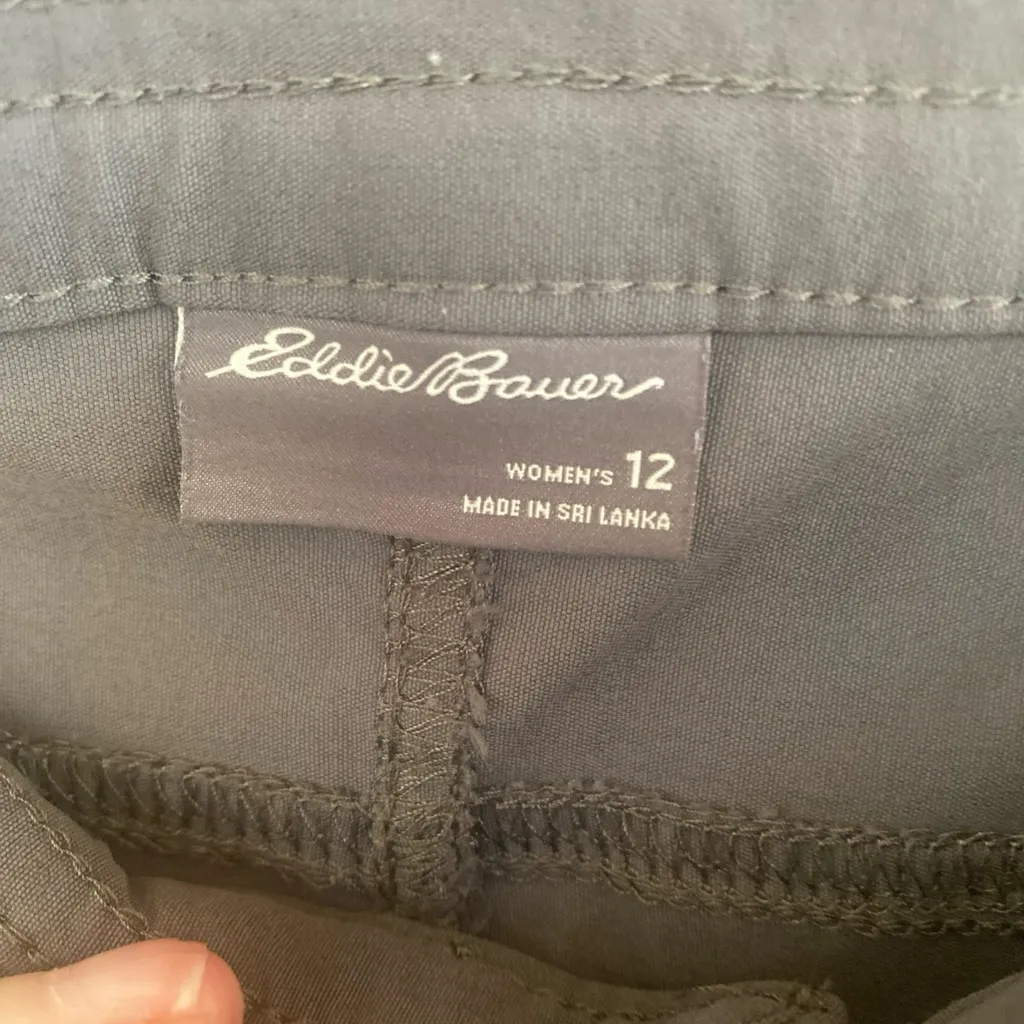 Eddie Bauer
WOMEN'S 12
MADE IN SRI LANKA